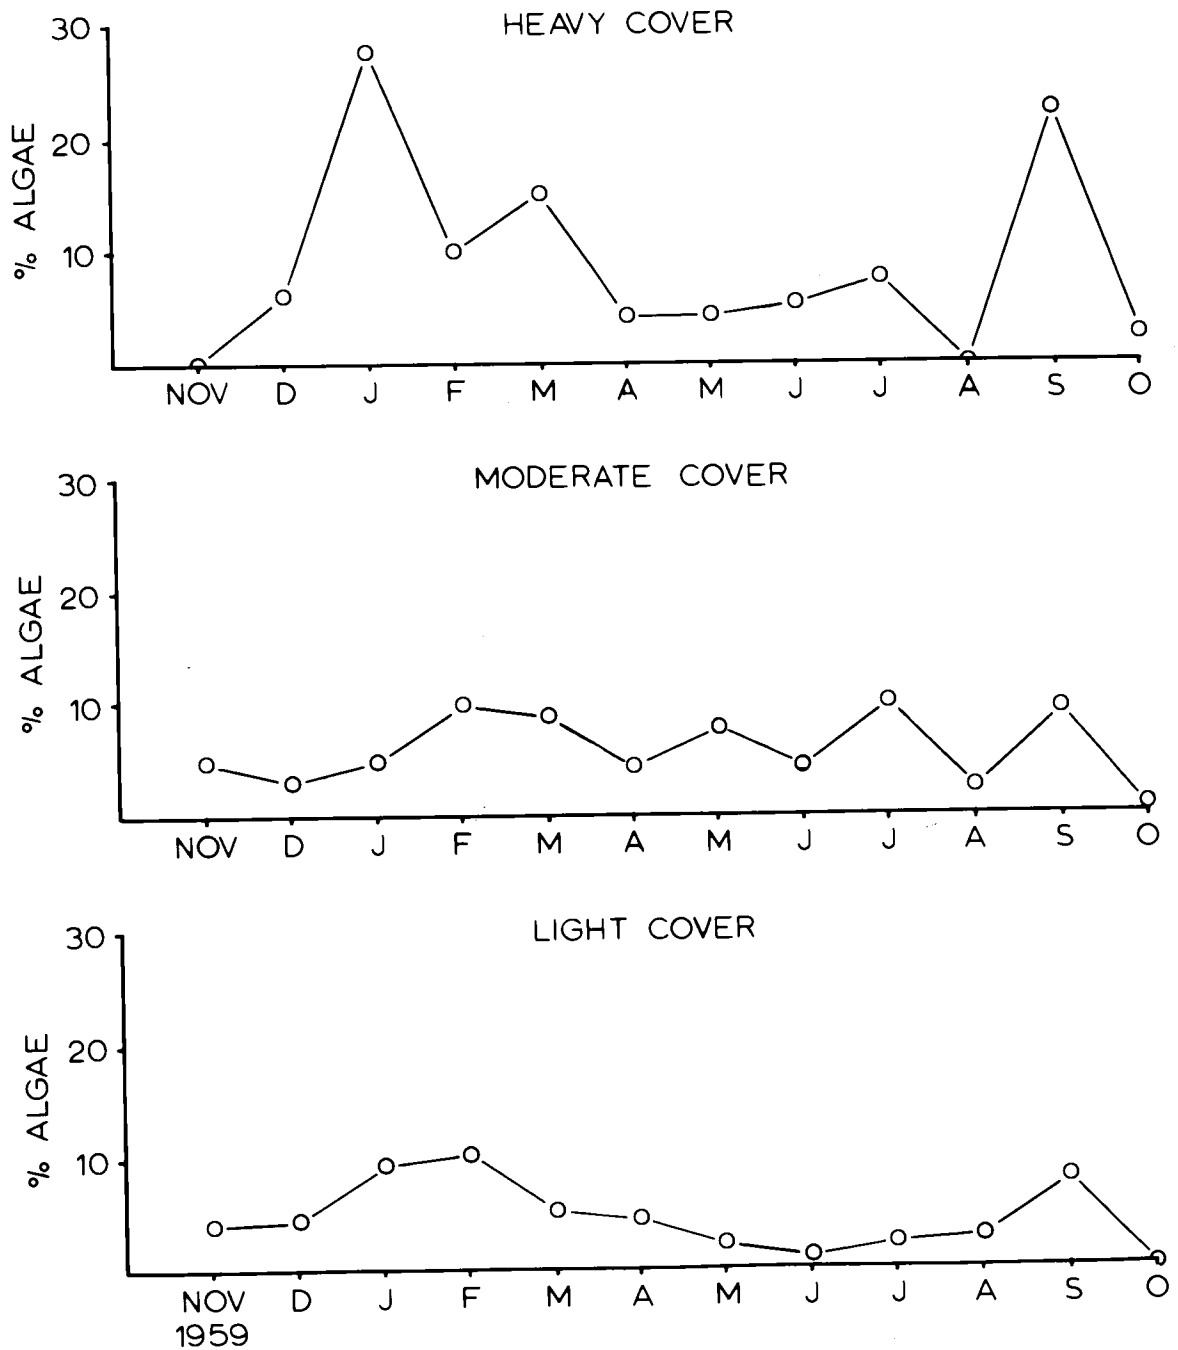 HEAVY COVER
30
20
10
% ALGAE
NOV D J F M A M J J A S O
MODERATE COVER
30
20
10
% ALGAE
NOV D J F M A M J J A S O
LIGHT COVER
30
20
10
% ALGAE
NOV D J F M A M J J A S O
1959